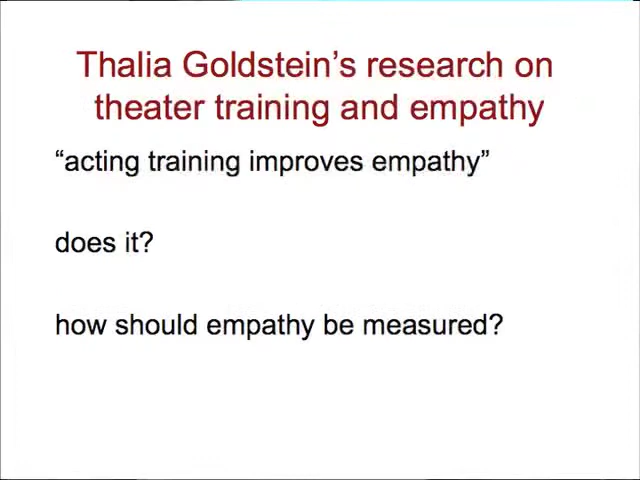 Thalia Goldstein’s research on
theater training and empathy
“acting training improves empathy”
does it?
how should empathy be measured?